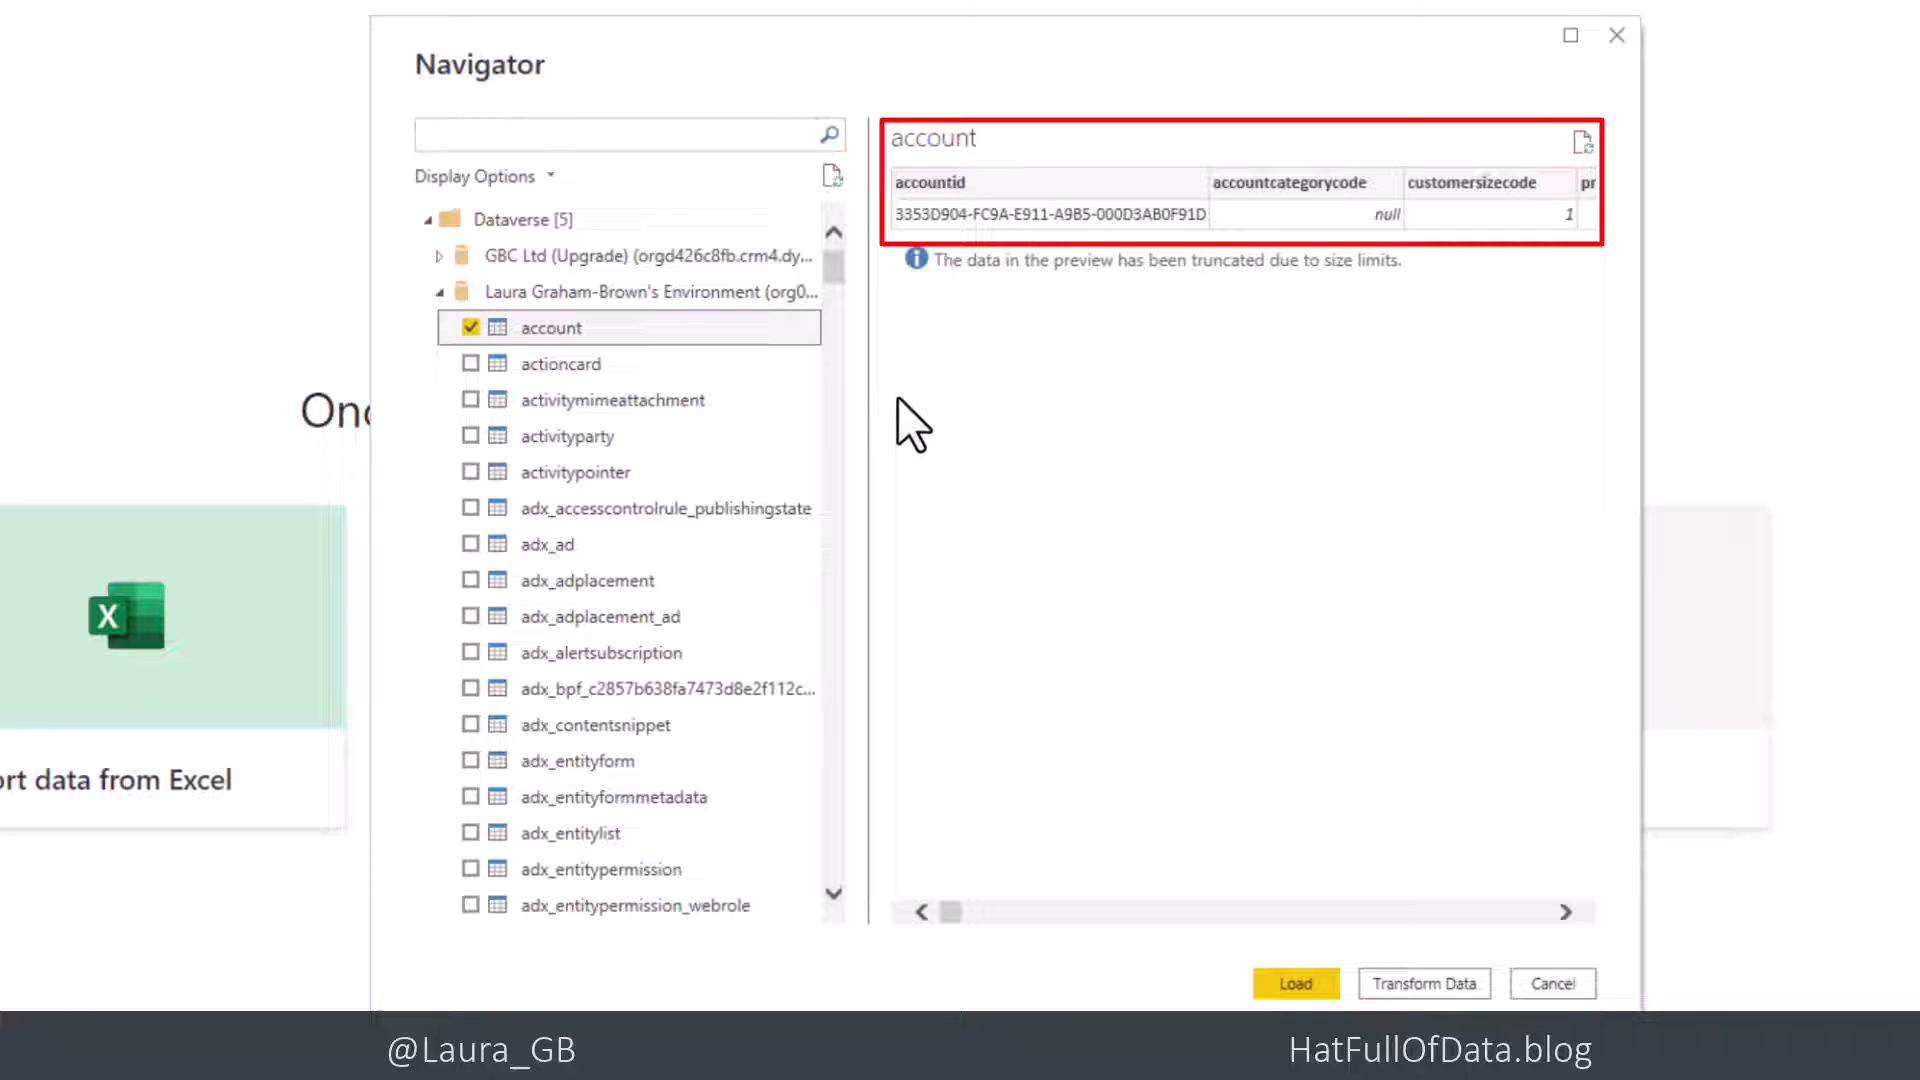 Navigator
Display Options
Dataverse [5]
GBC Ltd (Upgrade) (orgd426c8fb.crm4.dy...
Laura Graham-Brown's Environment (org0...
account
actioncard
activitymimeattachment
activityparty
activitypointer
adx_accesscontrolrule_publishingstate
adx_ad
adx_adplacement
adx_adplacement_ad
adx_alertsubscription
adx_bpf_c2857b638fa7473d8e2f112c...
adx_contentsnippet
adx_entityform
adx_entityformmetadata
adx_entitylist
adx_entitypermission
adx_entitypermission_webrole
account
accountid accountcategorycode customersizecode pr
3353D904-FC9A-E911-A9B5-000D3AB0F91D null 1
The data in the preview has been truncated due to size limits.
Load Transform Data Cancel
Onc
X
ort data from Excel
@Laura_GB HatFullOfData.blog